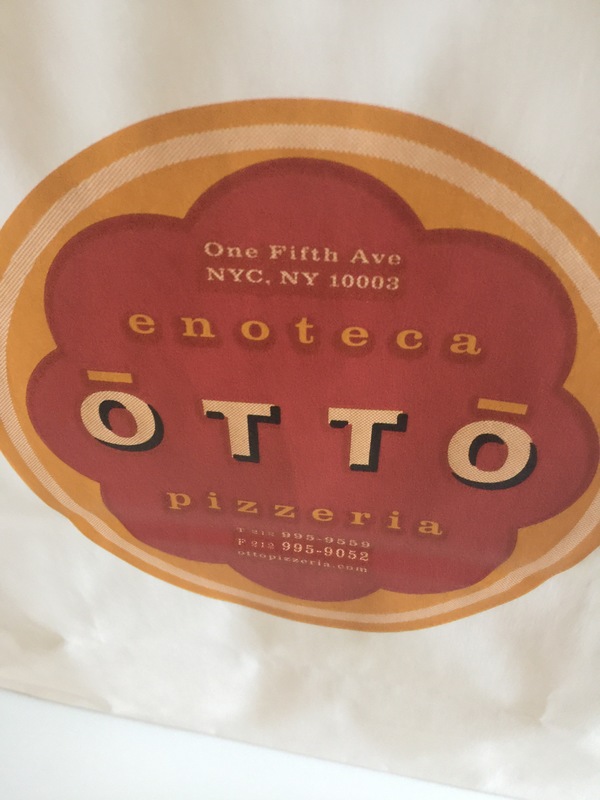 One Fifth Ave
NYC, NY 10003
enoteca
ŌTTŌ
pizzeria
T 212 995-9559
F 212 995-9052
ottopizzeria.com